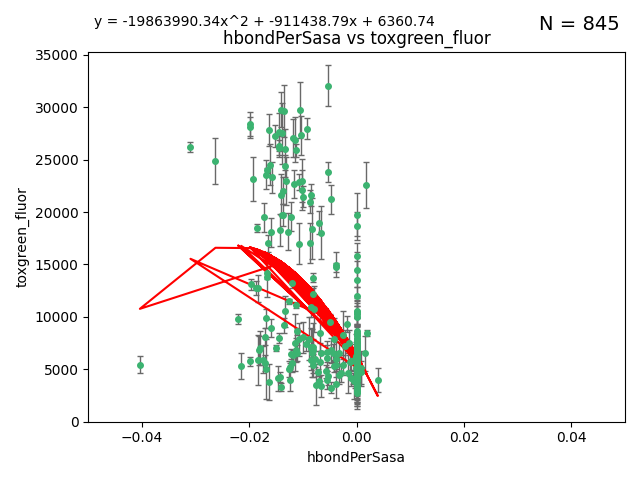 y = -19863990.34x^2 + -911438.79x + 6360.74
N = 845
hbondPerSasa vs toxgreen_fluor
35000
30000
25000
20000
15000
10000
5000
0
toxgreen_fluor
−0.04
−0.02
0.00
0.02
0.04
hbondPerSasa